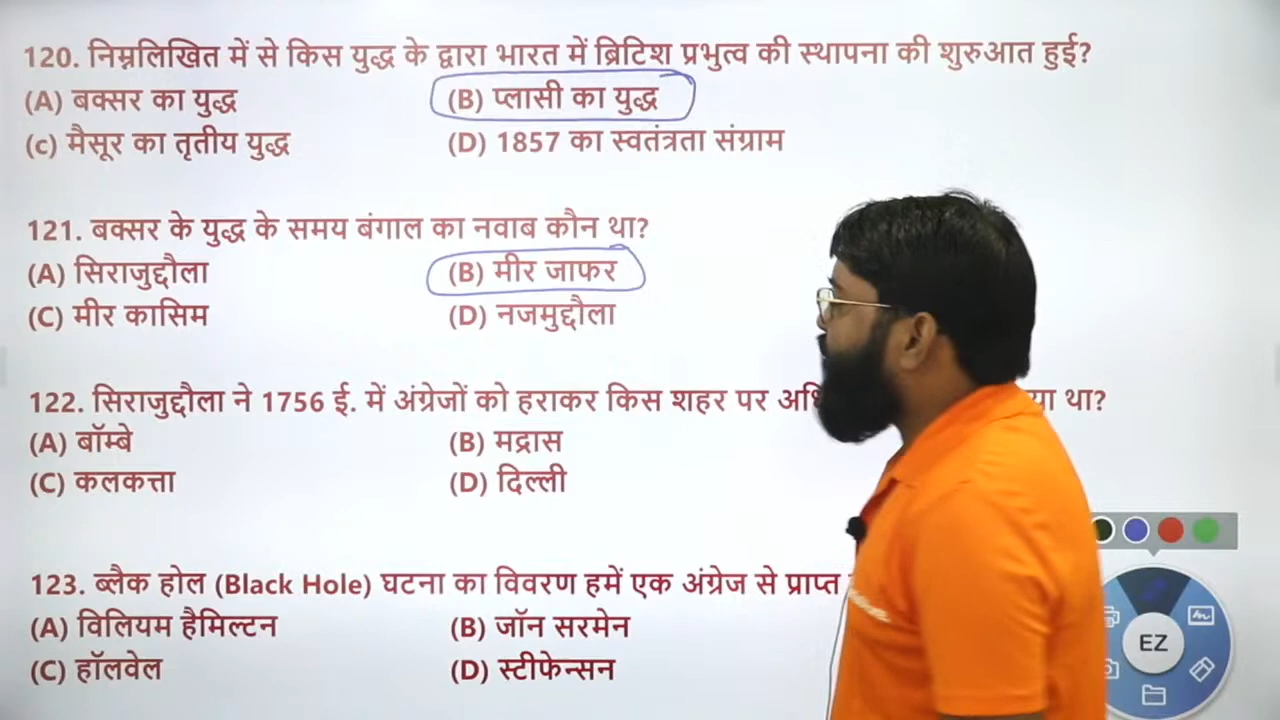 120. निम्नलिखित में से किस युद्ध के द्वारा भारत में ब्रिटिश प्रभुत्व की स्थापना की शुरुआत हुई?
(A) बक्सर का युद्ध (B) प्लासी का युद्ध
(c) मैसूर का तृतीय युद्ध (D) 1857 का स्वतंत्रता संग्राम
121. बक्सर के युद्ध के समय बंगाल का नवाब कौन था?
(A) सिराजुद्दौला (B) मीर जाफर
(C) मीर कासिम (D) नजमुद्दौला
122. सिराजुद्दौला ने 1756 ई. में अंग्रेजों को हराकर किस शहर पर था?
(A) बॉम्बे (B) मद्रास
(C) कलकत्ता (D) दिल्ली
123. ब्लैक होल (Black Hole) घटना का विवरण हमें एक अंग्रेज से प्राप्त
(A) विलियम हैमिल्टन (B) जॉन सरमेन
(C) हॉलवेल (D) स्टीफेन्सन
EZ